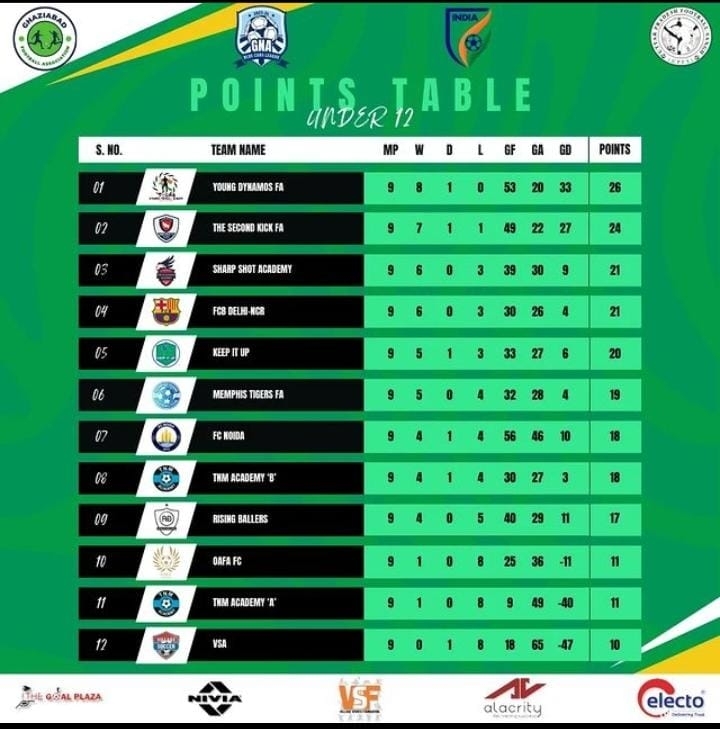 GHAZIABAD
FOOTBALL ASSOCIATION
GNA
INDIA
POINTS TABLE
UNDER 12
S. NO. TEAM NAME MP W D L GF GA GD POINTS
01 YOUNG DYNAMOS FA 9 8 1 0 53 20 33 26
02 THE SECOND KICK FA 9 7 1 1 49 22 27 24
03 SHARP SHOT ACADEMY 9 6 0 3 39 30 9 21
04 FCB DELHI-NCR 9 6 0 3 30 26 4 21
05 KEEP IT UP 9 5 1 3 33 27 6 20
06 MEMPHIS TIGERS FA 9 5 0 4 32 28 4 19
07 FC NOIDA 9 4 1 4 56 46 10 18
08 TNM ACADEMY 'B' 9 4 1 4 30 27 3 18
09 RISING BALLERS 9 4 0 5 40 29 11 17
10 OAFA FC 9 1 0 8 25 36 -11 11
11 TNM ACADEMY 'A' 9 1 0 8 9 49 -40 11
12 VSA 9 0 1 8 18 65 -47 10
THE GOAL PLAZA
NIVIA
VSF
alacrity
electo
Delivering Trust